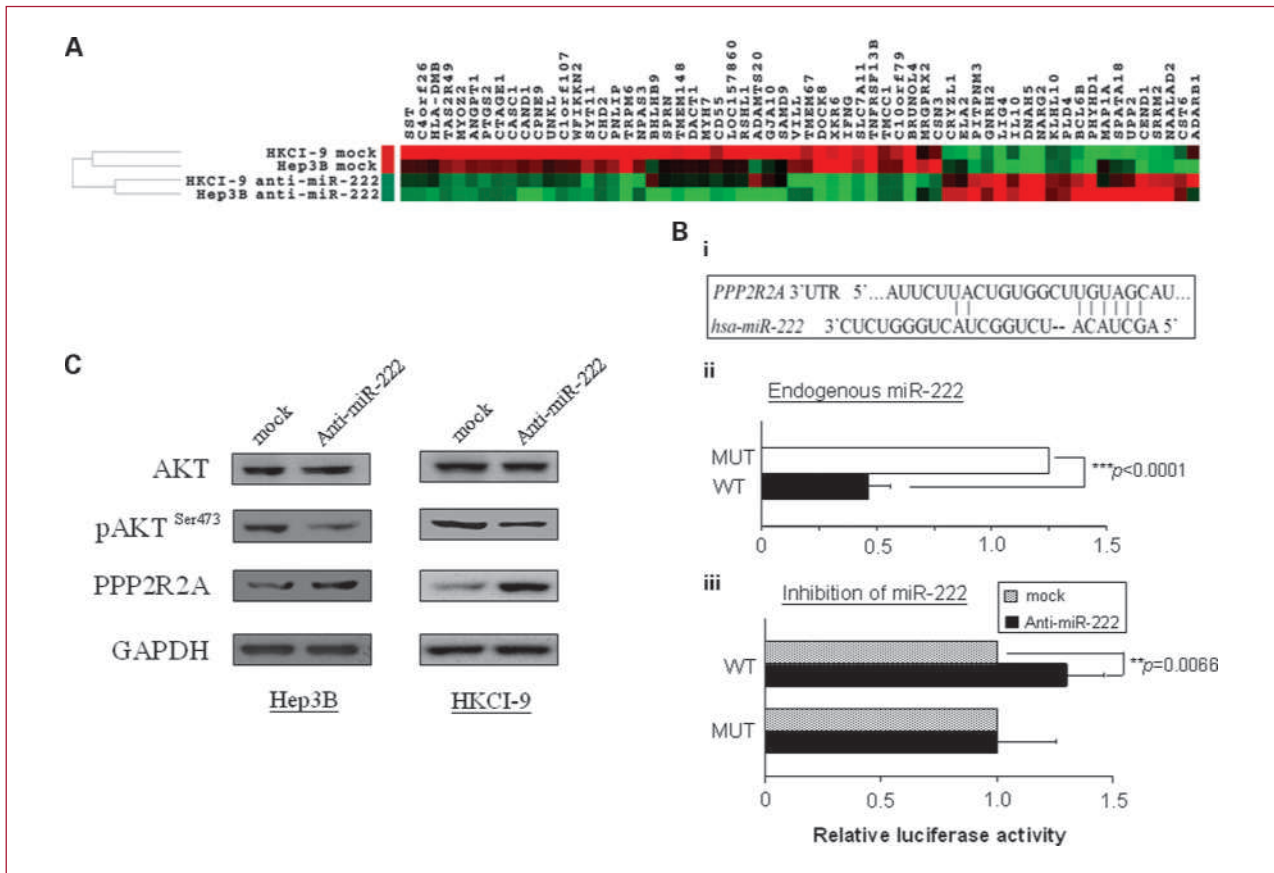 A
SST
C4orf26
HLA-DMB
TAS2R49
MYOZ2
ANGPT1
PTGS2
CTAGE1
CASC1
CAND1
CPNE9
UNKL
C1orf107
WFIKKN2
SYT11
CHD2
PNLIP
TRPM6
NPAS3
BHLHB9
SPRN
TMEM148
DACT1
MYH7
CD55
LOC157860
RSHL1
ADAMTS20
GJA10
SAMD9
VILL
TMEM67
DOCK8
XKR6
IFNG
SLC7A11
TNFRSF13B
TMCC1
C15orf79
BRUNOL4
MRGPRX2
CSN3
CRYZL1
ELA2
PITPNM3
GNRH2
LIG4
IL10
DNAH5
NARG2
KLHL10
PLD4
BCL6B
PHYHD1
MAP1A
SPATA18
UPP2
CEND1
SRRM2
NAALAD2
CST6
ADARB1
HKCI-9 mock
Hep3B mock
HKCI-9 anti-miR-222
Hep3B anti-miR-222
B
i
PPP2R2A 3`UTR 5`...AUUCUUACUGUGGCUUGUAGCAU...
hsa-miR-222 3`CUCUGGGUCAUCGGUCU-- ACAUCGA 5`
ii
Endogenous miR-222
MUT
WT
***p<0.0001
0 0.5 1.0 1.5
iii
Inhibition of miR-222
mock
Anti-miR-222
WT
**p=0.0066
MUT
0 0.5 1.0 1.5
Relative luciferase activity
C
mock Anti-miR-222 mock Anti-miR-222
AKT
pAKT Ser473
PPP2R2A
GAPDH
Hep3B HKCI-9